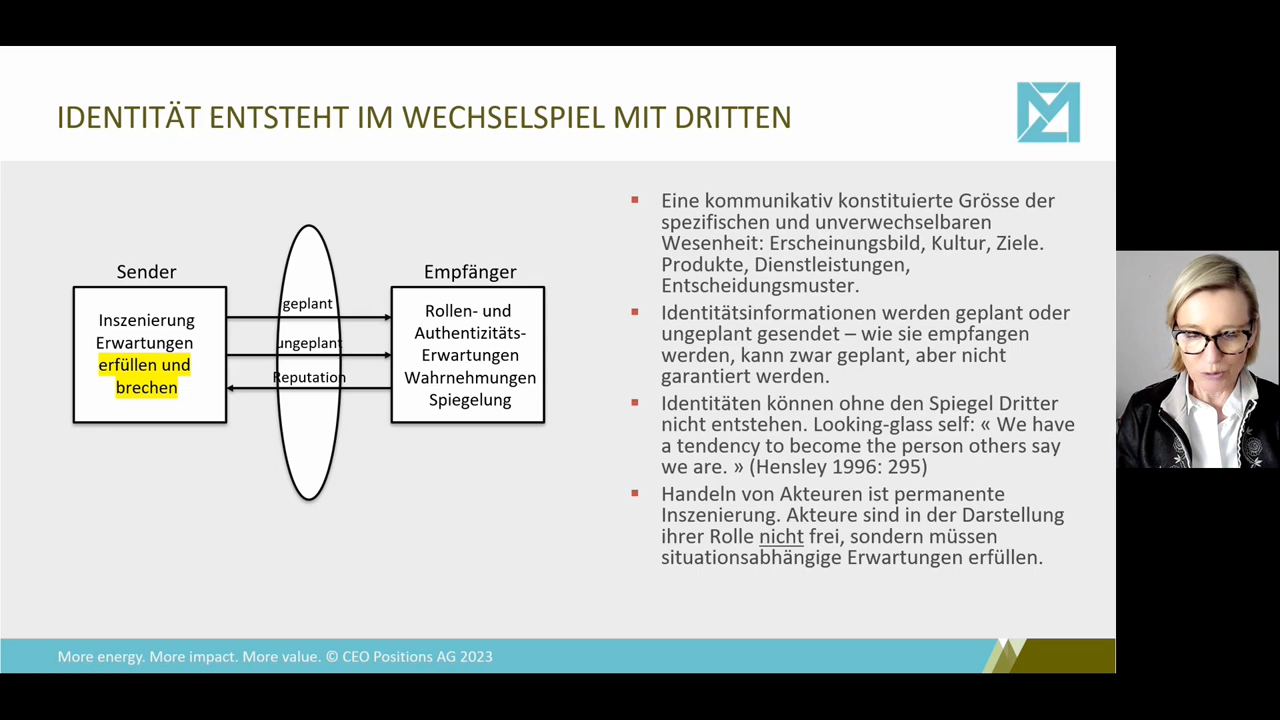 IDENTITÄT ENTSTEHT IM WECHSELSPIEL MIT DRITTEN
Sender
Inszenierung
Erwartungen
erfüllen und
brechen
geplant
ungeplant
Reputation
Empfänger
Rollen- und
Authentizitäts-
Erwartungen
Wahrnehmungen
Spiegelung
Eine kommunikativ konstituierte Grösse der
spezifischen und unverwechselbaren
Wesenheit: Erscheinungsbild, Kultur, Ziele.
Produkte, Dienstleistungen,
Entscheidungsmuster.
Identitätsinformationen werden geplant oder
ungeplant gesendet – wie sie empfangen
werden, kann zwar geplant, aber nicht
garantiert werden.
Identitäten können ohne den Spiegel Dritter
nicht entstehen. Looking-glass self: « We have
a tendency to become the person others say
we are. » (Hensley 1996: 295)
Handeln von Akteuren ist permanente
Inszenierung. Akteure sind in der Darstellung
ihrer Rolle nicht frei, sondern müssen
situationsabhängige Erwartungen erfüllen.
More energy. More impact. More value. © CEO Positions AG 2023